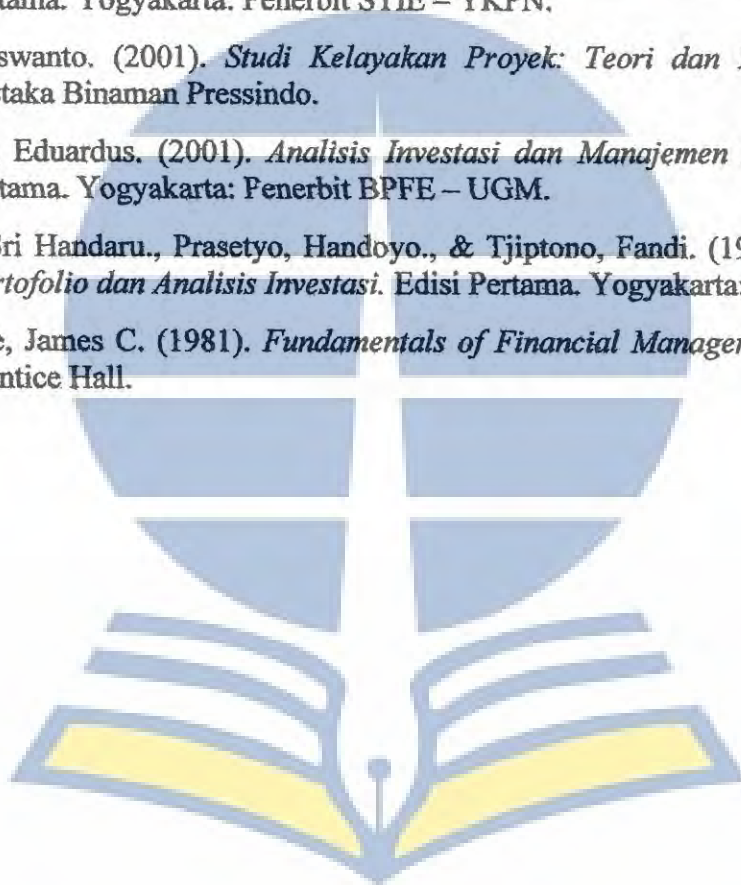 tama. Yogyakarta. Penerbit STIE – YKPN.
swanto. (2001). Studi Kelayakan Proyek: Teori dan
taka Binaman Pressindo.
Eduardus. (2001). Analisis Investasi dan Manajemen
tama. Yogyakarta: Penerbit BPFE – UGM.
Sri Handaru., Prasetyo, Handoyo., & Tjiptono, Fandi. (19
rtofolio dan Analisis Investasi. Edisi Pertama. Yogyakarta:
e, James C. (1981). Fundamentals of Financial Manager
ntice Hall.